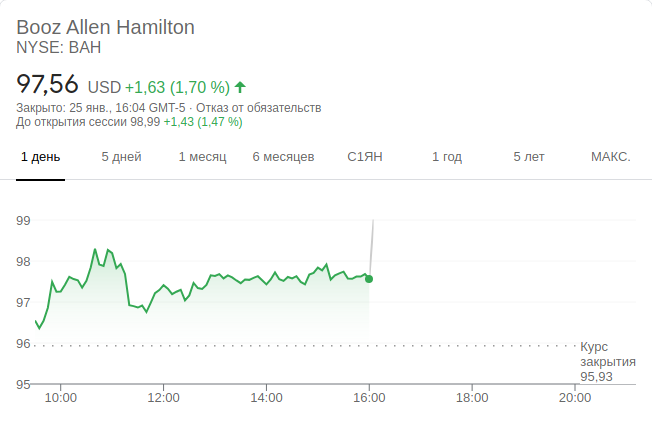 Booz Allen Hamilton
NYSE: BAH
97,56 USD +1,63 (1,70 %)
Закрыто: 25 янв., 16:04 GMT-5 · Отказ от обязательств
До открытия сессии 98,99 +1,43 (1,47 %)
1 день 5 дней 1 месяц 6 месяцев С1ЯН 1 год 5 лет МАКС.
99
98
97
96
95
Курс
закрытия
95,93
10:00 12:00 14:00 16:00 18:00 20:00